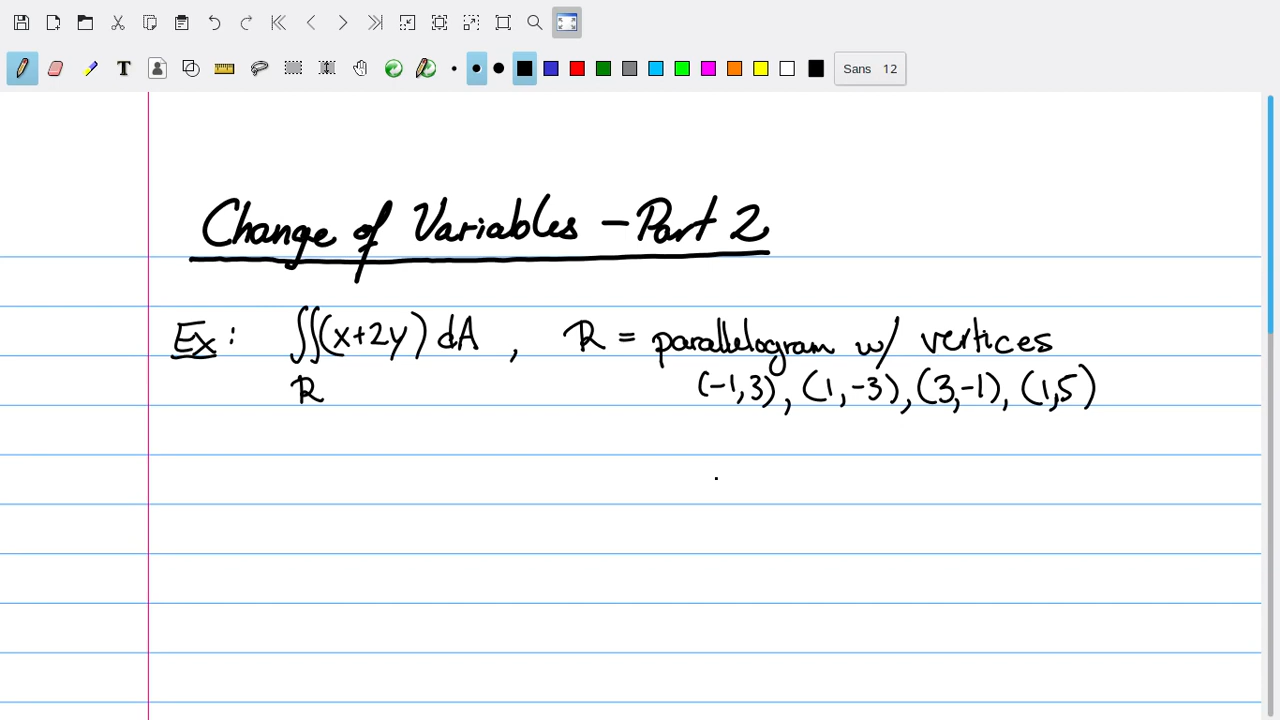 Sans 12
Change of Variables - Part 2
Ex: ∬(x+2y) dA , R = parallelogram w/ vertices
R (-1,3), (1,-3), (3,-1), (1,5)